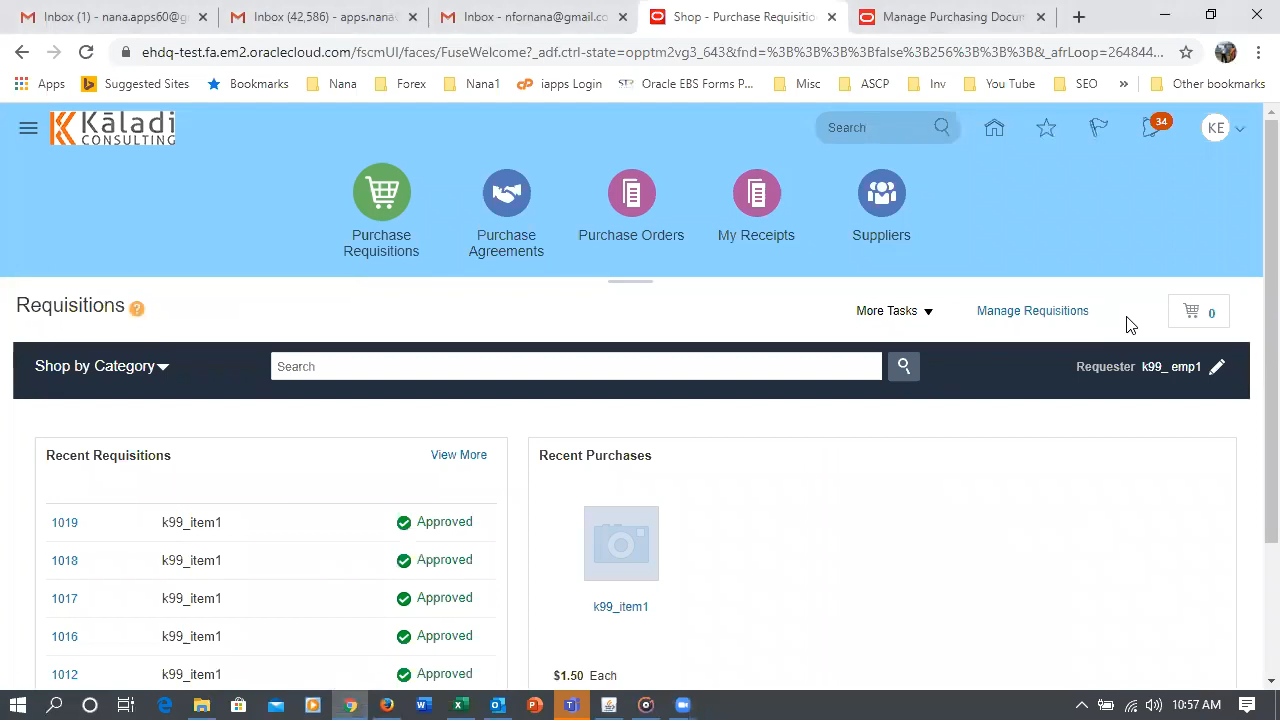 Inbox (1) - nana.apps60@g
Inbox (42,586) - apps.nana
Inbox - nfornana@gmail.co
Shop - Purchase Requisitio
Manage Purchasing Docum
ehdq-test.fa.em2.oraclecloud.com/fscmUI/faces/FuseWelcome?_adf.ctrl-state=opptm2vg3_643&fnd=%3B%3B%3B%3Bfalse%3B256%3B%3B%3B&_afrLoop=264844...
Apps
Suggested Sites
Bookmarks
Nana
Forex
Nana1
iapps Login
Oracle EBS Forms P...
Misc
ASCP
Inv
You Tube
SEO
»
Other bookmarks
Kāladi
CONSULTING
Search
34
KE
Purchase
Requisitions
Purchase
Agreements
Purchase Orders
My Receipts
Suppliers
Requisitions
More Tasks
Manage Requisitions
0
Shop by Category
Search
Requester k99_ emp1
Recent Requisitions
View More
1019 k99_item1 Approved
1018 k99_item1 Approved
1017 k99_item1 Approved
1016 k99_item1 Approved
1012 k99_item1 Approved
Recent Purchases
k99_item1
$1.50 Each
10:57 AM